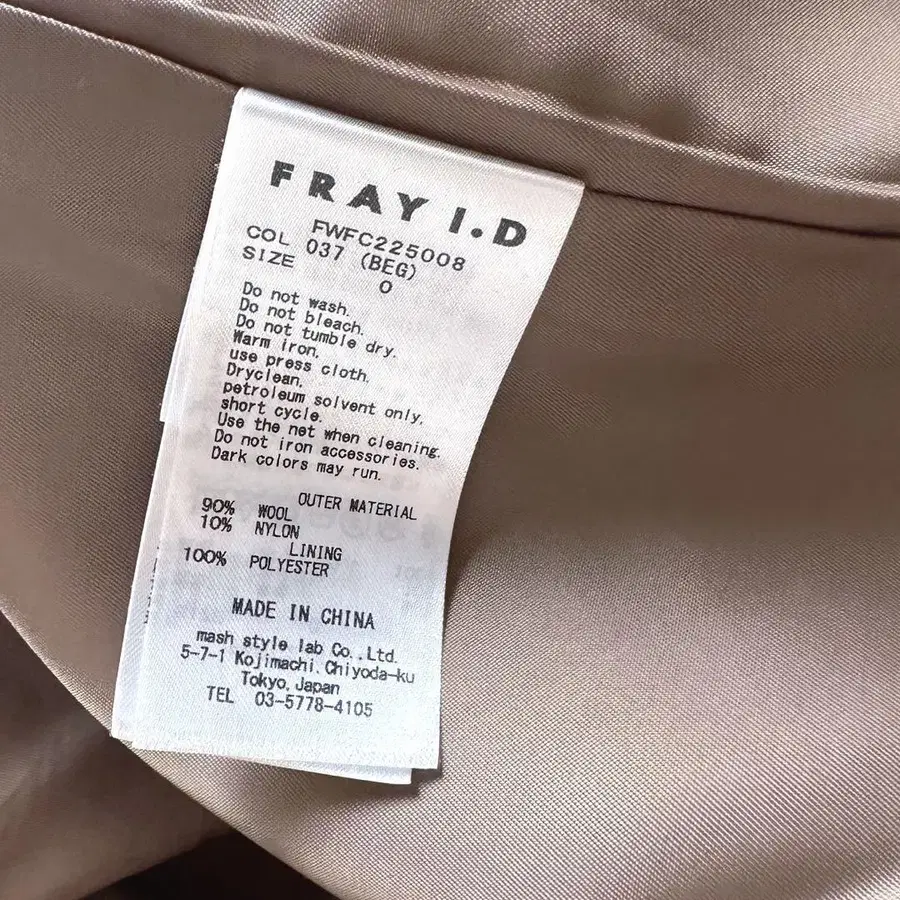 FRAY I.D
FWFC225008
COL 037 (BEG)
SIZE 0
Do not wash.
Do not bleach.
Do not tumble dry.
Warm iron.
use press cloth.
Dryclean.
petroleum solvent only,
short cycle.
Use the net when cleaning.
Do not iron accessories.
Dark colors may run.
OUTER MATERIAL
90% WOOL
10% NYLON
LINING
100% POLYESTER
MADE IN CHINA
mash style lab Co.,Ltd.
5-7-1 Kojimachi, Chiyoda-ku
Tokyo, Japan
TEL 03-5778-4105